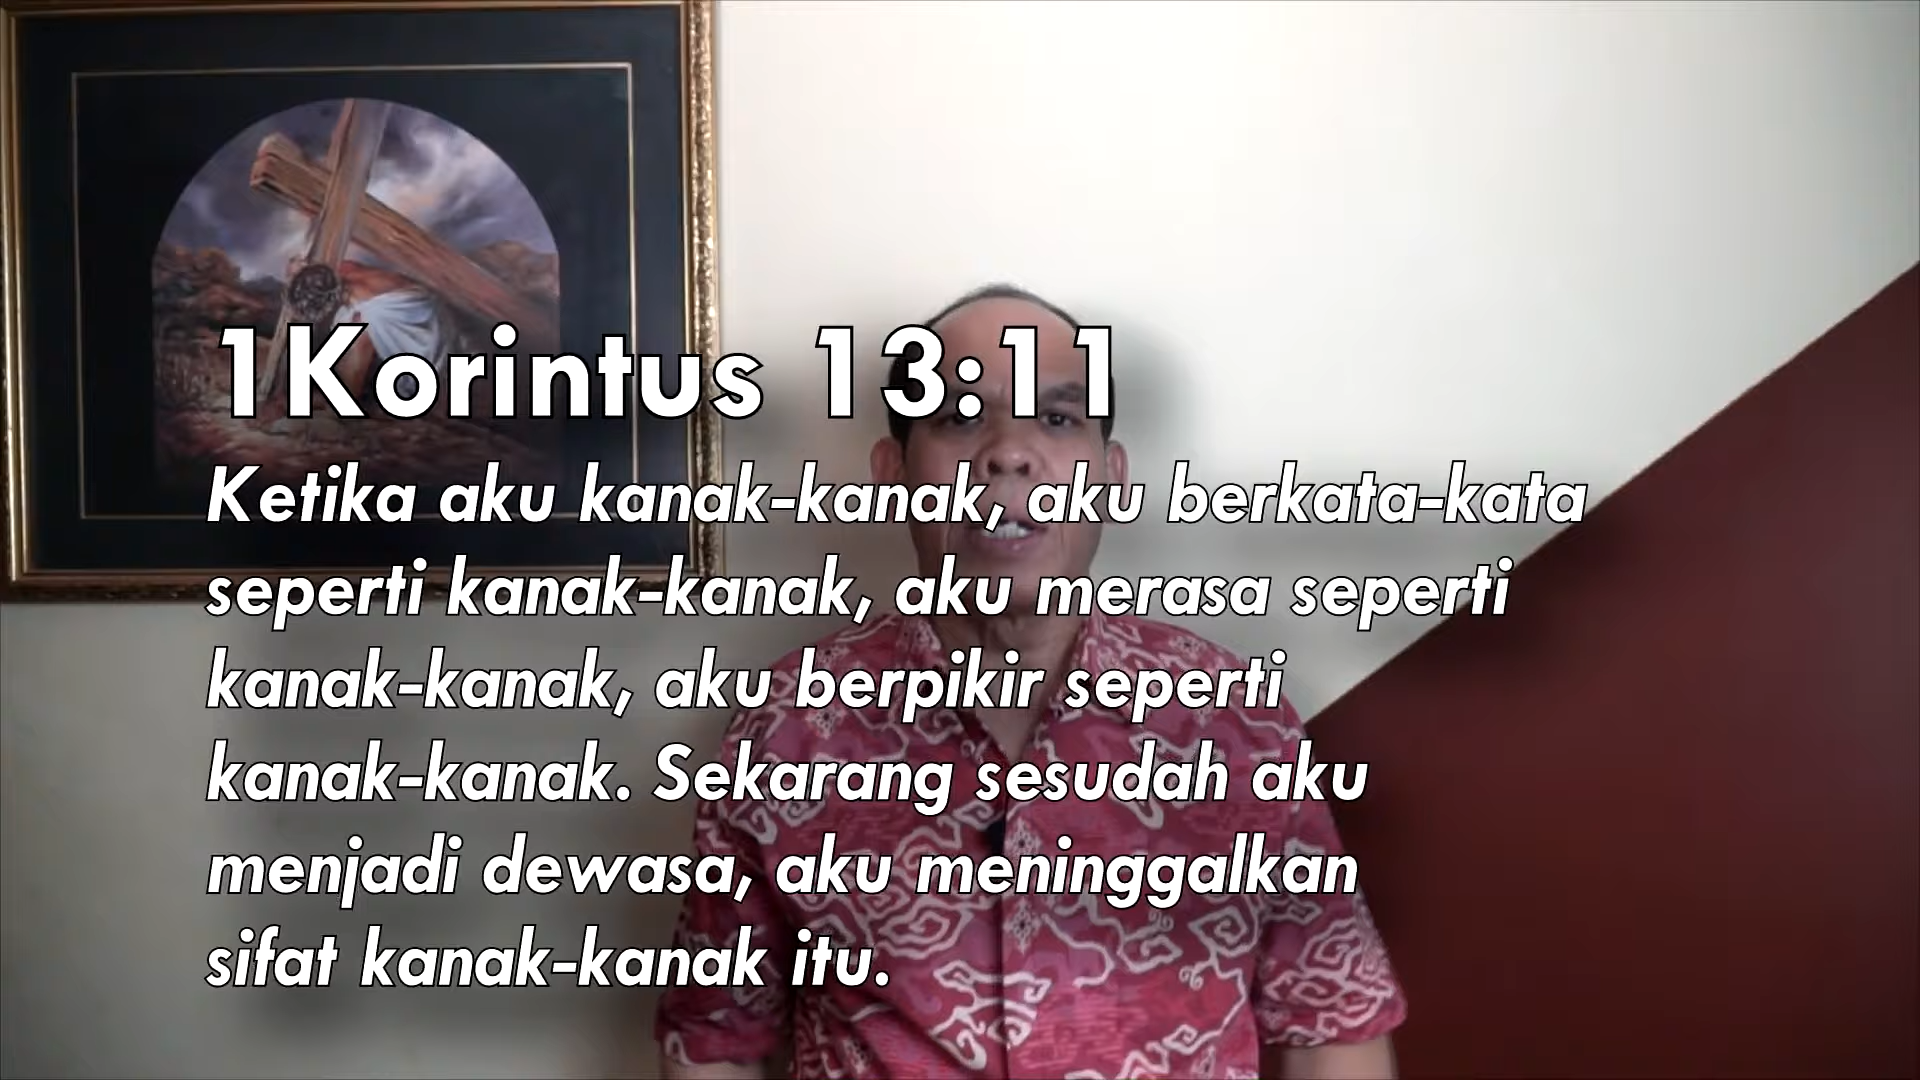 1Korintus 13:11
Ketika aku kanak-kanak, aku berkata-kata
seperti kanak-kanak, aku merasa seperti
kanak-kanak, aku berpikir seperti
kanak-kanak. Sekarang sesudah aku
menjadi dewasa, aku meninggalkan
sifat kanak-kanak itu.